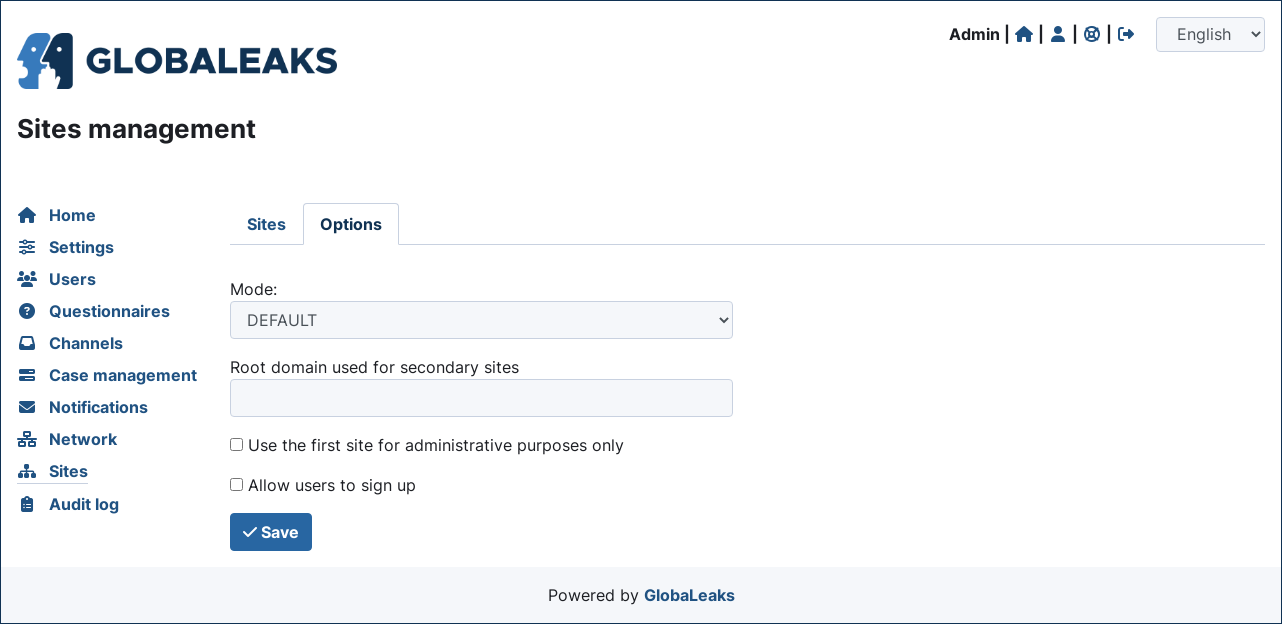 GLOBALEAKS
Admin | | | |
English
Sites management
Home
Settings
Users
Questionnaires
Channels
Case management
Notifications
Network
Sites
Audit log
Sites Options
Mode:
DEFAULT
Root domain used for secondary sites
Use the first site for administrative purposes only
Allow users to sign up
Save
Powered by GlobaLeaks